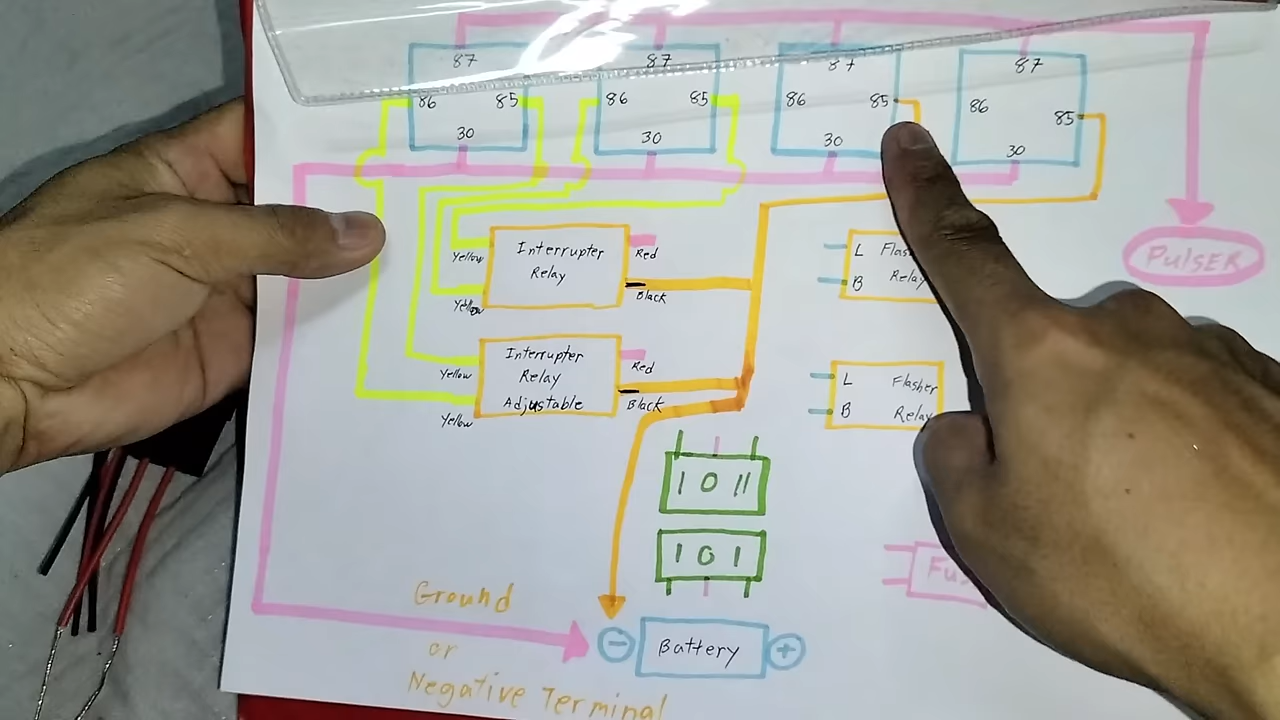 87
87
87
87
86 85
86 85
86 85
86 85
30
30
30
30
Yellow
Yellow
Interrupter
Relay
Red
Black
Yellow
Yellow
Interrupter
Relay
Adjustable
Red
Black
L
B
Relay
L Flasher
B Relay
PulsER
1 0 11
1 0 1
Ground
or
Negative Terminal
− Battery +